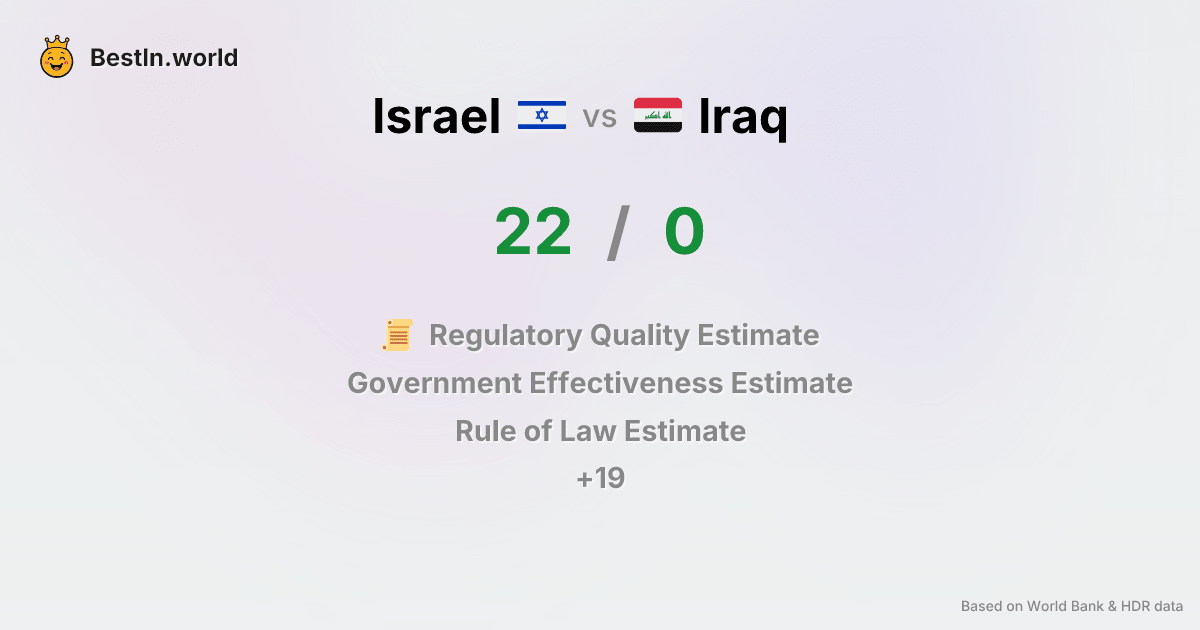 BestIn.world
Israel vs Iraq
22 / 0
Regulatory Quality Estimate
Government Effectiveness Estimate
Rule of Law Estimate
+19
Based on World Bank & HDR data